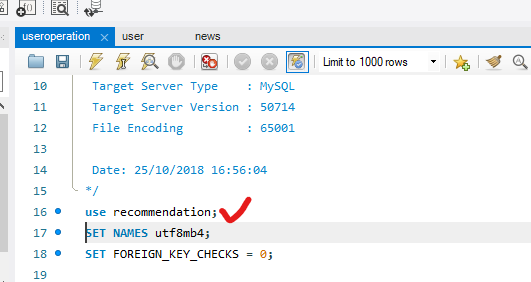 useroperation user news
Limit to 1000 rows
10 Target Server Type : MySQL
11 Target Server Version : 50714
12 File Encoding : 65001
13
14 Date: 25/10/2018 16:56:04
15 */
16 use recommendation;
17 SET NAMES utf8mb4;
18 SET FOREIGN_KEY_CHECKS = 0;
19